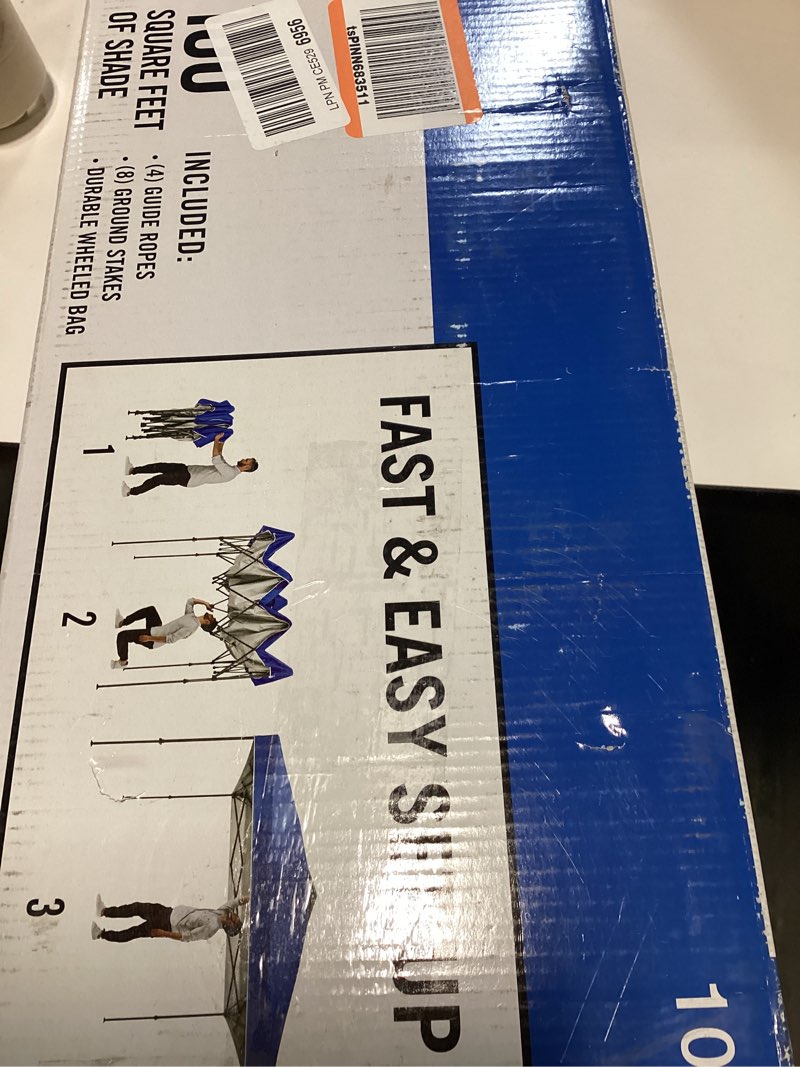 100
SQUARE FEET
OF SHADE
INCLUDED:
• (4) GUIDE ROPES
• (8) GROUND STAKES
• DURABLE WHEELED BAG
LPN PM CE529 6956
tsPINN683511
FAST & EASY SET UP
1
2
3
10